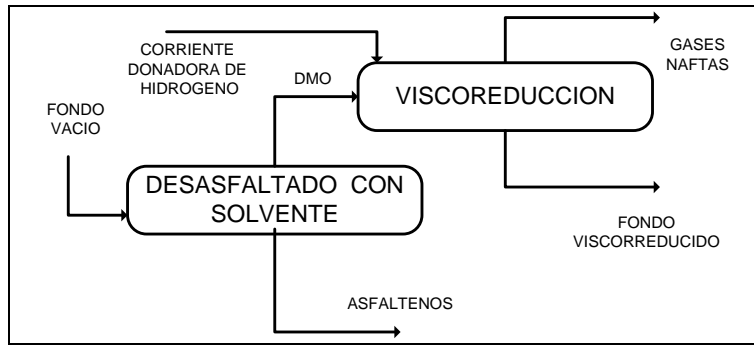 CORRIENTE
DONADORA DE
HIDROGENO
GASES
NAFTAS
DMO
VISCOREDUCCION
FONDO
VACIO
DESASFALTADO CON
SOLVENTE
FONDO
VISCORREDUCIDO
ASFALTENOS